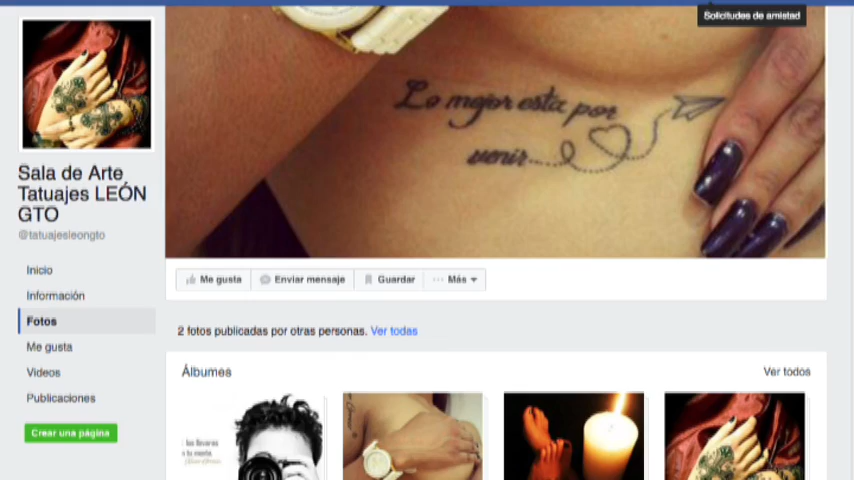 Solicitudes de amistad
Lo mejor esta por
venir
Sala de Arte
Tatuajes LEÓN
GTO
@tatuajesleongto
Inicio
Información
Fotos
Me gusta
Videos
Publicaciones
Crear una página
Me gusta
Enviar mensaje
Guardar
Más
2 fotos publicadas por otras personas. Ver todas
Álbumes
Ver todos